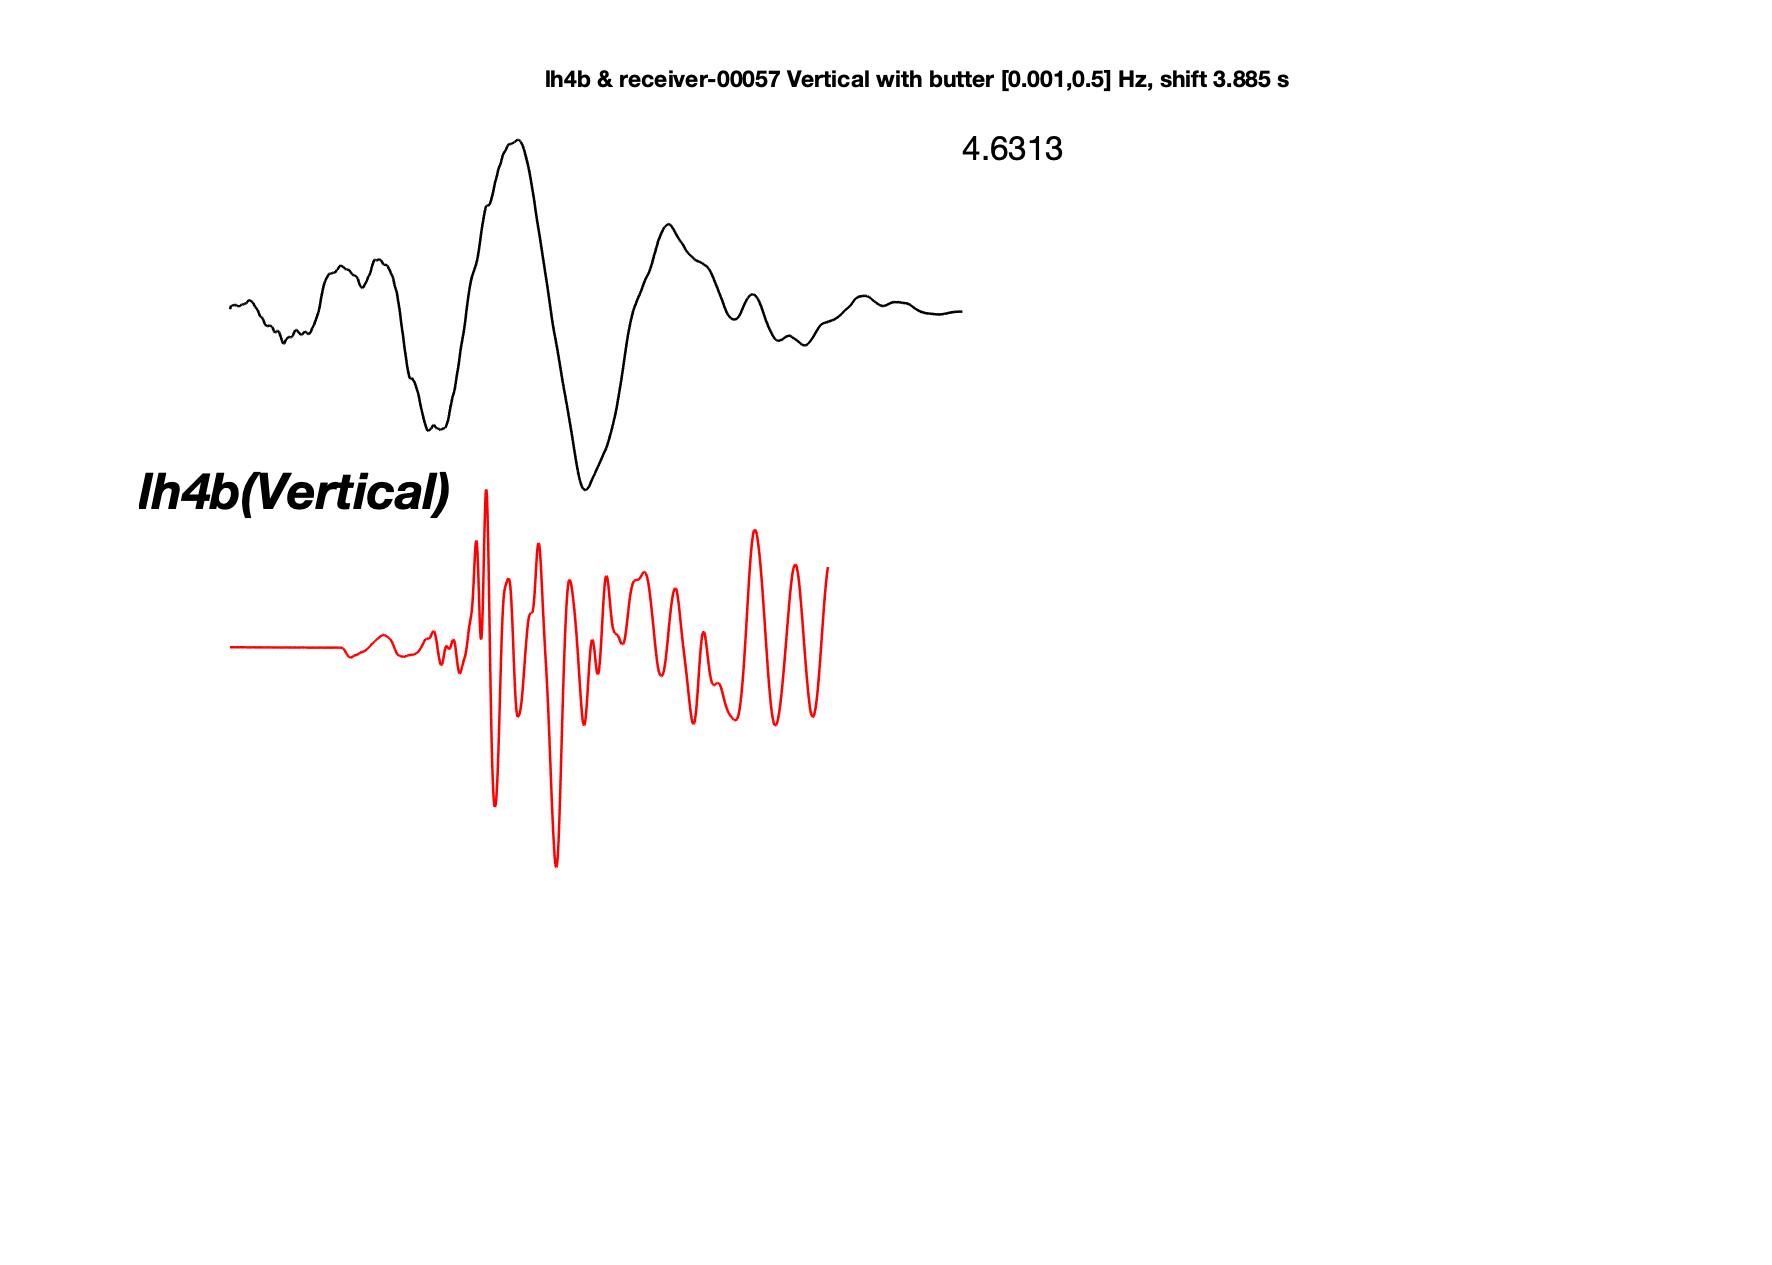 lh4b & receiver-00057 Vertical with butter [0.001,0.5] Hz, shift 3.885 s
4.6313
lh4b(Vertical)